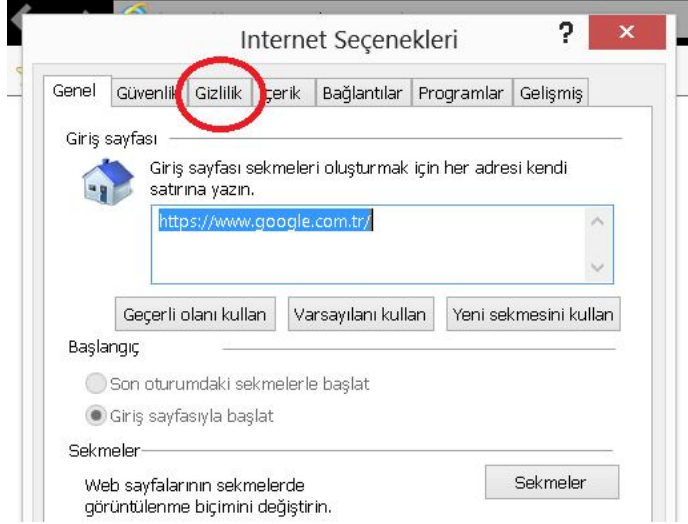 Internet Seçenekleri ?
Genel Güvenlik Gizlilik İçerik Bağlantılar Programlar Gelişmiş
Giriş sayfası
Giriş sayfası sekmeleri oluşturmak için her adresi kendi
satırına yazın.
https://www.google.com.tr/
Geçerli olanı kullan Varsayılanı kullan Yeni sekmesini kullan
Başlangıç
Son oturumdaki sekmelerle başlat
Giriş sayfasıyla başlat
Sekmeler
Web sayfalarının sekmelerde Sekmeler
görüntülenme biçimini değiştirin.